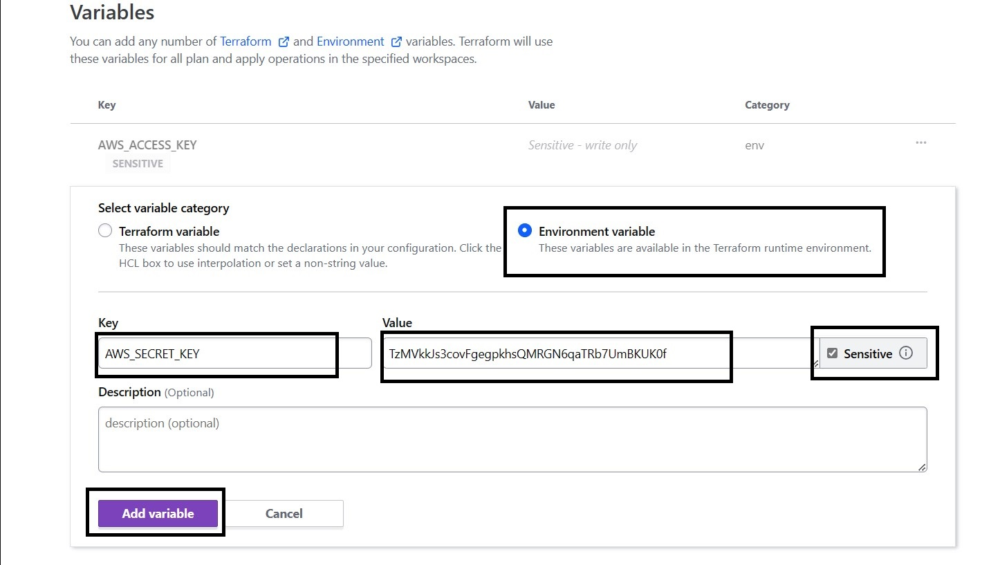 Variables
You can add any number of Terraform and Environment variables. Terraform will use
these variables for all plan and apply operations in the specified workspaces.
Key Value Category
AWS_ACCESS_KEY Sensitive - write only env ...
SENSITIVE
Select variable category
Terraform variable
These variables should match the declarations in your configuration. Click the
HCL box to use interpolation or set a non-string value.
Environment variable
These variables are available in the Terraform runtime environment.
Key Value
AWS_SECRET_KEY TzMVkkJs3covFgegpkhsQMRGN6qaTRb7UmBKUK0f Sensitive
Description (Optional)
description (optional)
Add variable Cancel